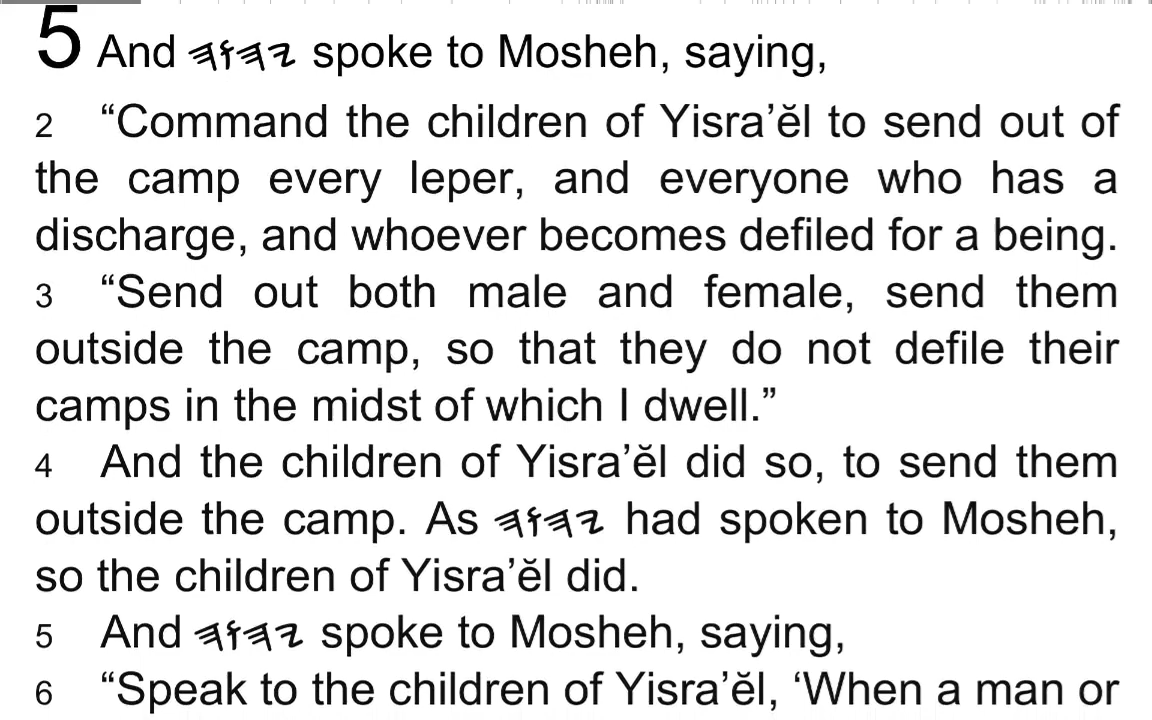 5 And 𐤉𐤄𐤅𐤄 spoke to Mosheh, saying,
2 “Command the children of Yisra’ĕl to send out of
the camp every leper, and everyone who has a
discharge, and whoever becomes defiled for a being.
3 “Send out both male and female, send them
outside the camp, so that they do not defile their
camps in the midst of which I dwell.”
4 And the children of Yisra’ĕl did so, to send them
outside the camp. As 𐤉𐤄𐤅𐤄 had spoken to Mosheh,
so the children of Yisra’ĕl did.
5 And 𐤉𐤄𐤅𐤄 spoke to Mosheh, saying,
6 “Speak to the children of Yisra’ĕl, ‘When a man or